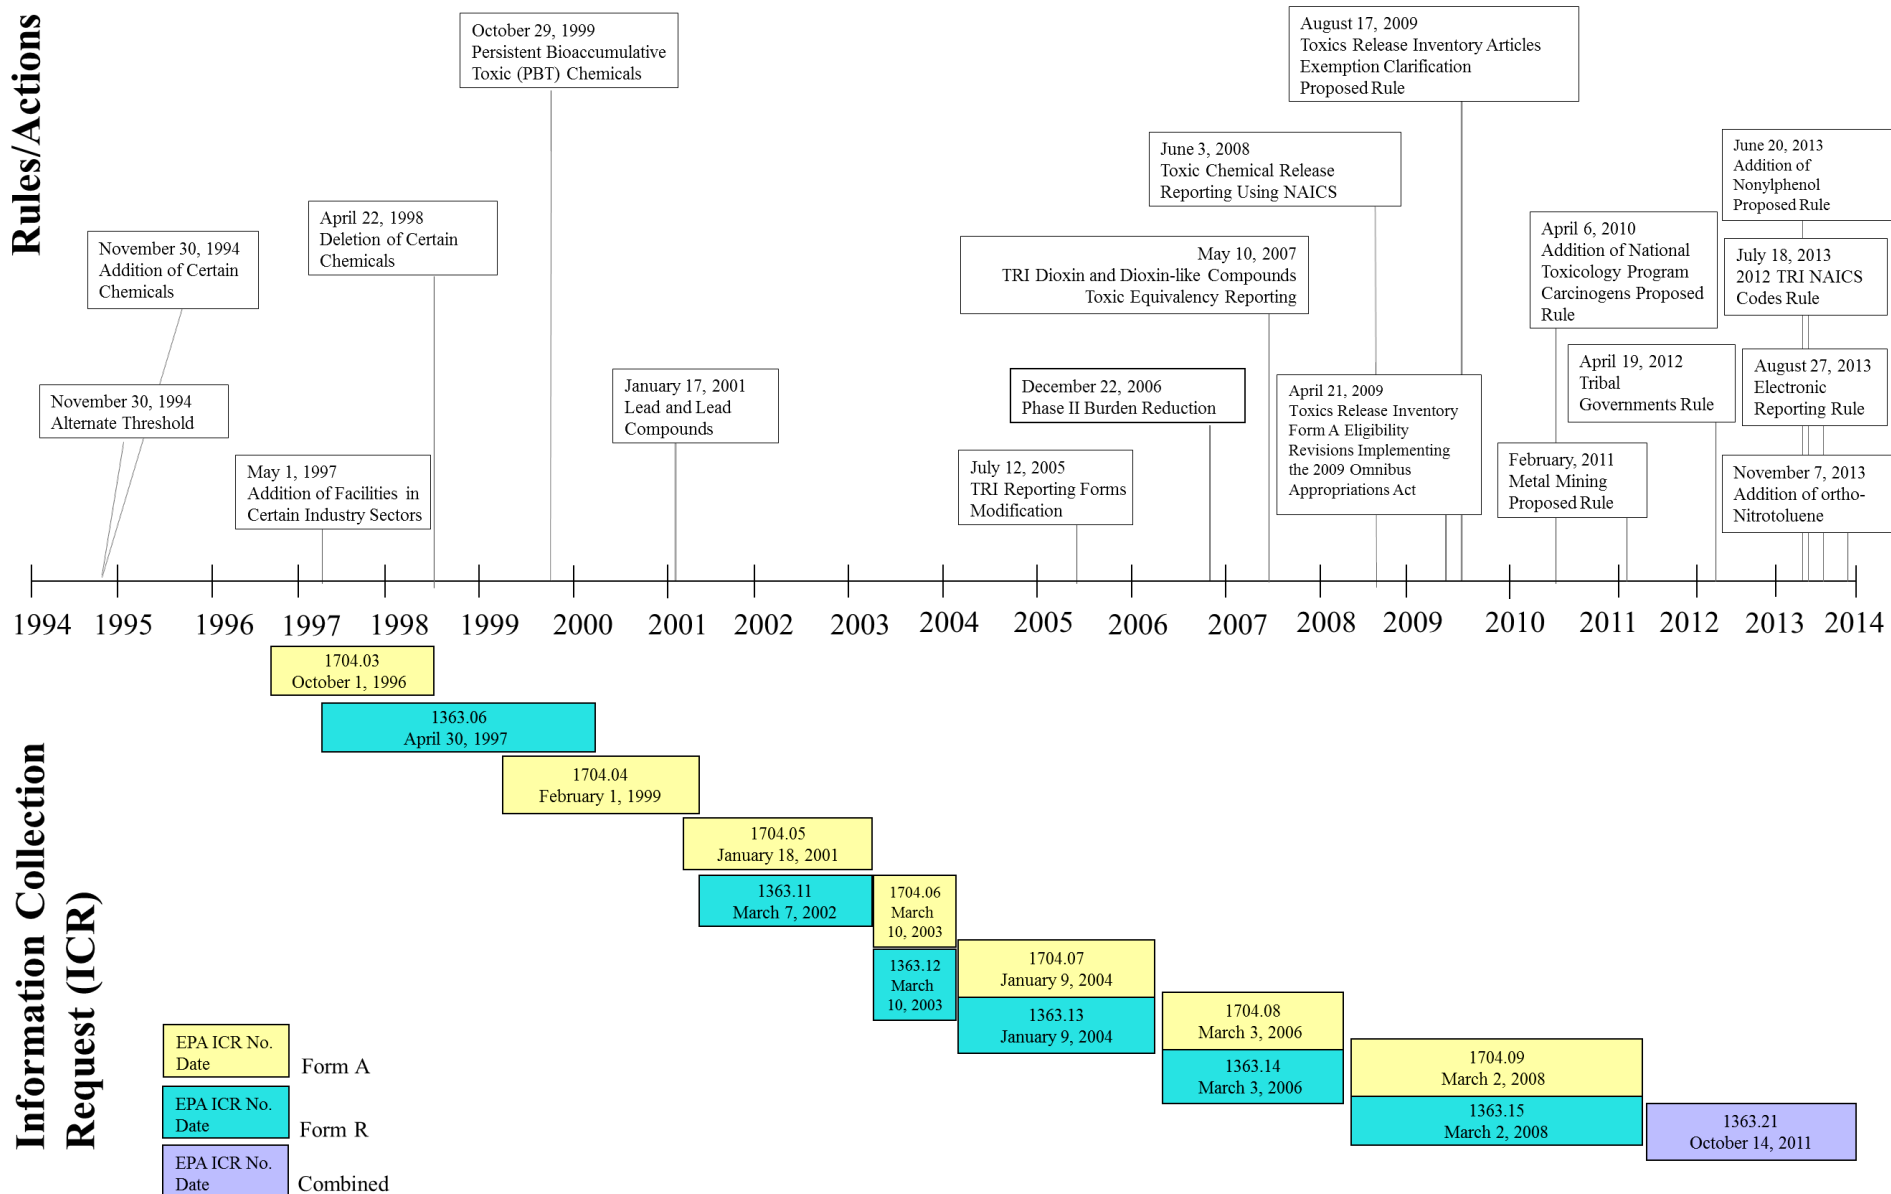 Rules/Actions
October 29, 1999
Persistent Bioaccumulative
Toxic (PBT) Chemicals
August 17, 2009
Toxics Release Inventory Articles
Exemption Clarification
Proposed Rule
June 3, 2008
Toxic Chemical Release
Reporting Using NAICS
June 20, 2013
Addition of
Nonylphenol
Proposed Rule
April 22, 1998
Deletion of Certain
Chemicals
April 6, 2010
Addition of National
Toxicology Program
Carcinogens Proposed
Rule
November 30, 1994
Addition of Certain
Chemicals
May 10, 2007
TRI Dioxin and Dioxin-like Compounds
Toxic Equivalency Reporting
July 18, 2013
2012 TRI NAICS
Codes Rule
April 19, 2012
Tribal
Governments Rule
August 27, 2013
Electronic
Reporting Rule
November 30, 1994
Alternate Threshold
January 17, 2001
Lead and Lead
Compounds
December 22, 2006
Phase II Burden Reduction
April 21, 2009
Toxics Release Inventory
Form A Eligibility
Revisions Implementing
the 2009 Omnibus
Appropriations Act
May 1, 1997
Addition of Facilities in
Certain Industry Sectors
July 12, 2005
TRI Reporting Forms
Modification
February, 2011
Metal Mining
Proposed Rule
November 7, 2013
Addition of ortho-
Nitrotoluene
1994 1995 1996 1997 1998 1999 2000 2001 2002 2003 2004 2005 2006 2007 2008 2009 2010 2011 2012 2013 2014
Information Collection
Request (ICR)
1704.03
October 1, 1996
1363.06
April 30, 1997
1704.04
February 1, 1999
1704.05
January 18, 2001
1363.11
March 7, 2002
1704.06
March
10, 2003
1363.12
March
10, 2003
1704.07
January 9, 2004
1363.13
January 9, 2004
1704.08
March 3, 2006
1363.14
March 3, 2006
1704.09
March 2, 2008
1363.15
March 2, 2008
1363.21
October 14, 2011
EPA ICR No.
Date
Form A
EPA ICR No.
Date
Form R
EPA ICR No.
Date
Combined